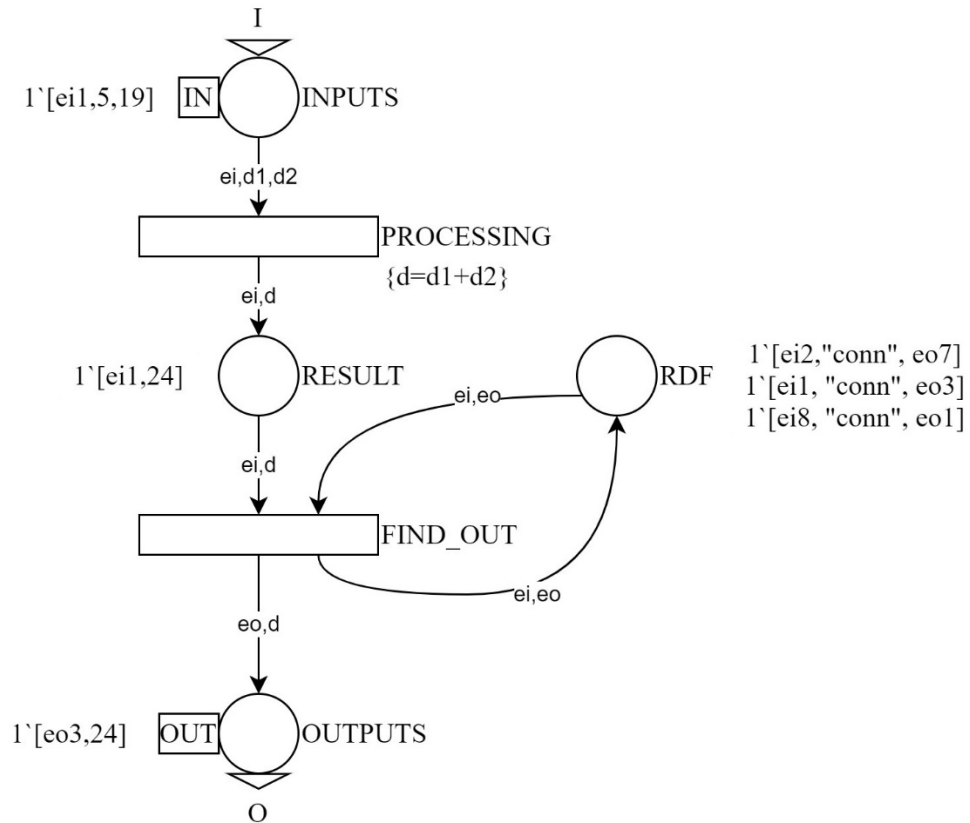 I
1`[ei1,5,19]
IN
INPUTS
ei,d1,d2
PROCESSING
{d=d1+d2}
ei,d
1`[ei1,24]
RESULT
RDF
1`[ei2,"conn", eo7]
1`[ei1, "conn", eo3]
1`[ei8, "conn", eo1]
ei,eo
ei,d
FIND_OUT
ei,eo
eo,d
1`[eo3,24]
OUT
OUTPUTS
O